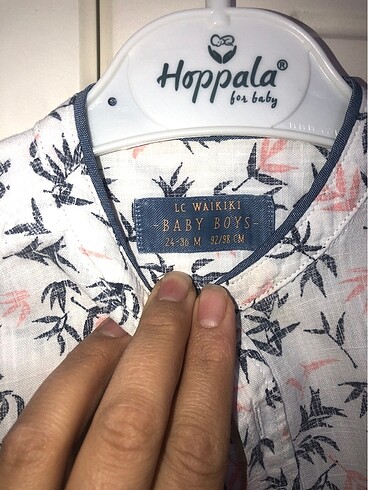 Hoppala®
for baby
LC WAIKIKI
-BABY BOYS-
24-36 M 92/98 CM